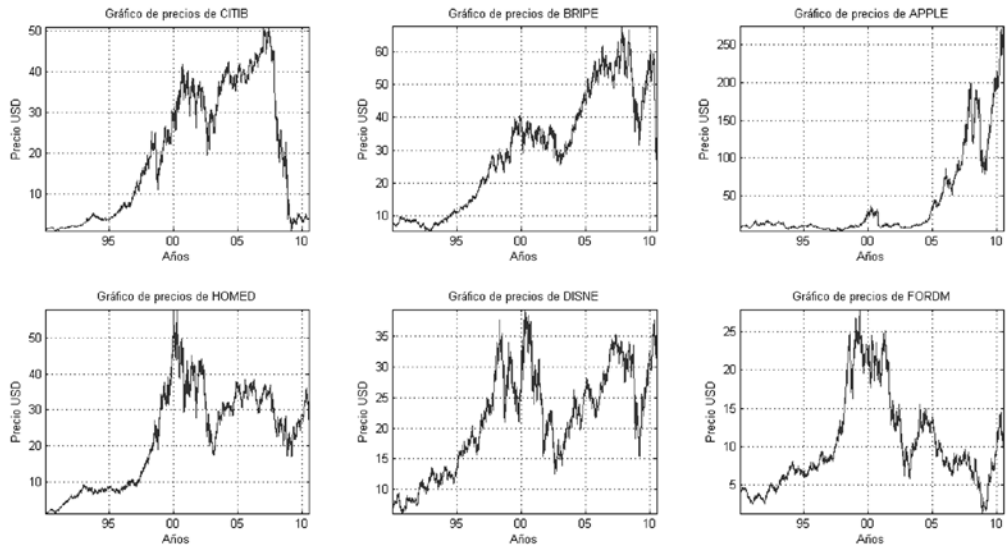 Gráfico de precios de CITIB
Precio USD
50
40
30
20
10
95 00 05 10
Años
Gráfico de precios de BRIPE
Precio USD
60
50
40
30
20
10
95 00 05 10
Años
Gráfico de precios de APPLE
Precio USD
250
200
150
100
50
95 00 05 10
Años
Gráfico de precios de HOMED
Precio USD
50
40
30
20
10
95 00 05 10
Años
Gráfico de precios de DISNE
Precio USD
35
30
25
20
15
10
95 00 05 10
Años
Gráfico de precios de FORDM
Precio USD
25
20
15
10
5
95 00 05 10
Años